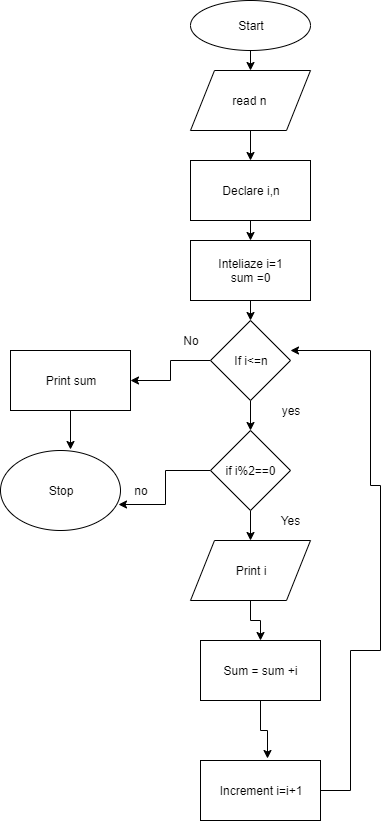 Start
read n
Declare i,n
Inteliaze i=1
sum =0
If i<=n
No
Print sum
yes
if i%2==0
no
Stop
Yes
Print i
Sum = sum +i
Increment i=i+1